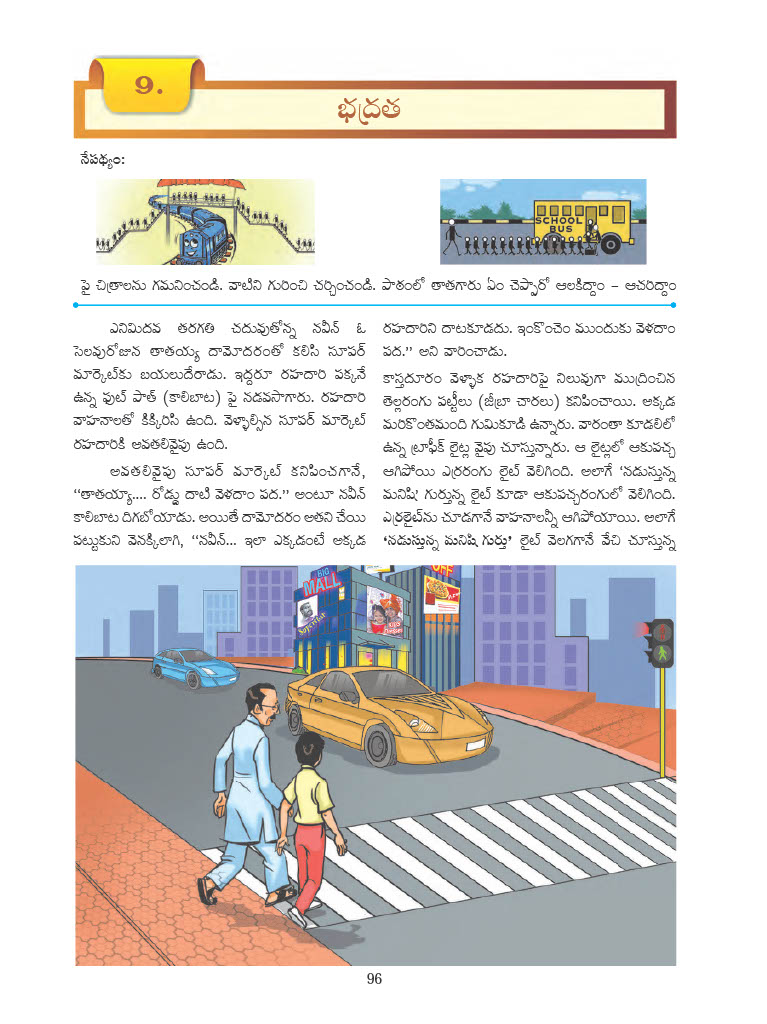 9.
భద్రత
నేపథ్యం:
SCHOOL
BUS
పై చిత్రాలను గమనించండి. వాటిని గురించి చర్చించండి. పాఠంలో తాతగారు ఏం చెప్పారో ఆలకిద్దాం – ఆచరిద్దాం
ఎనిమిదవ తరగతి చదువుతోన్న నవీన్ ఓ
సెలవురోజున తాతయ్య దామోదరంతో కలిసి సూపర్
మార్కెట్‌కు బయలుదేరాడు. ఇద్దరూ రహదారి పక్కనే
ఉన్న ఫుట్ పాత్ (కాలిబాట) పై నడవసాగారు. రహదారి
వాహనాలతో కిక్కిరిసి ఉంది. వెళ్ళాల్సిన సూపర్ మార్కెట్
రహదారికి అవతలివైపు ఉంది.
అవతలివైపు సూపర్ మార్కెట్ కనిపించగానే,
“తాతయ్యా.... రోడ్డు దాటి వెళదాం పద.” అంటూ నవీన్
కాలిబాట దిగబోయాడు. అయితే దామోదరం అతని చేయి
పట్టుకుని వెనక్కిలాగి, “నవీన్... ఇలా ఎక్కడంటే అక్కడ
రహదారిని దాటకూడదు. ఇంకొంచెం ముందుకు వెళదాం
పద.” అని వారించాడు.
కాస్తదూరం వెళ్ళాక రహదారిపై నిలువుగా ముద్రించిన
తెల్లరంగు పట్టీలు (జీబ్రా చారలు) కనిపించాయి. అక్కడ
మరికొంతమంది గుమికూడి ఉన్నారు. వారంతా కూడలిలో
ఉన్న ట్రాఫిక్ లైట్ల వైపు చూస్తున్నారు. ఆ లైట్లలో ఆకుపచ్చ
ఆగిపోయి ఎర్రరంగు లైట్ వెలిగింది. అలాగే ‘నడుస్తున్న
మనిషి’ గుర్తున్న లైట్ కూడా ఆకుపచ్చరంగులో వెలిగింది.
ఎర్రలైట్‌ను చూడగానే వాహనాలన్నీ ఆగిపోయాయి. అలాగే
‘నడుస్తున్న మనిషి గుర్తు’ లైట్ వెలగగానే వేచి చూస్తున్న
BIG
MALL
OFF
96